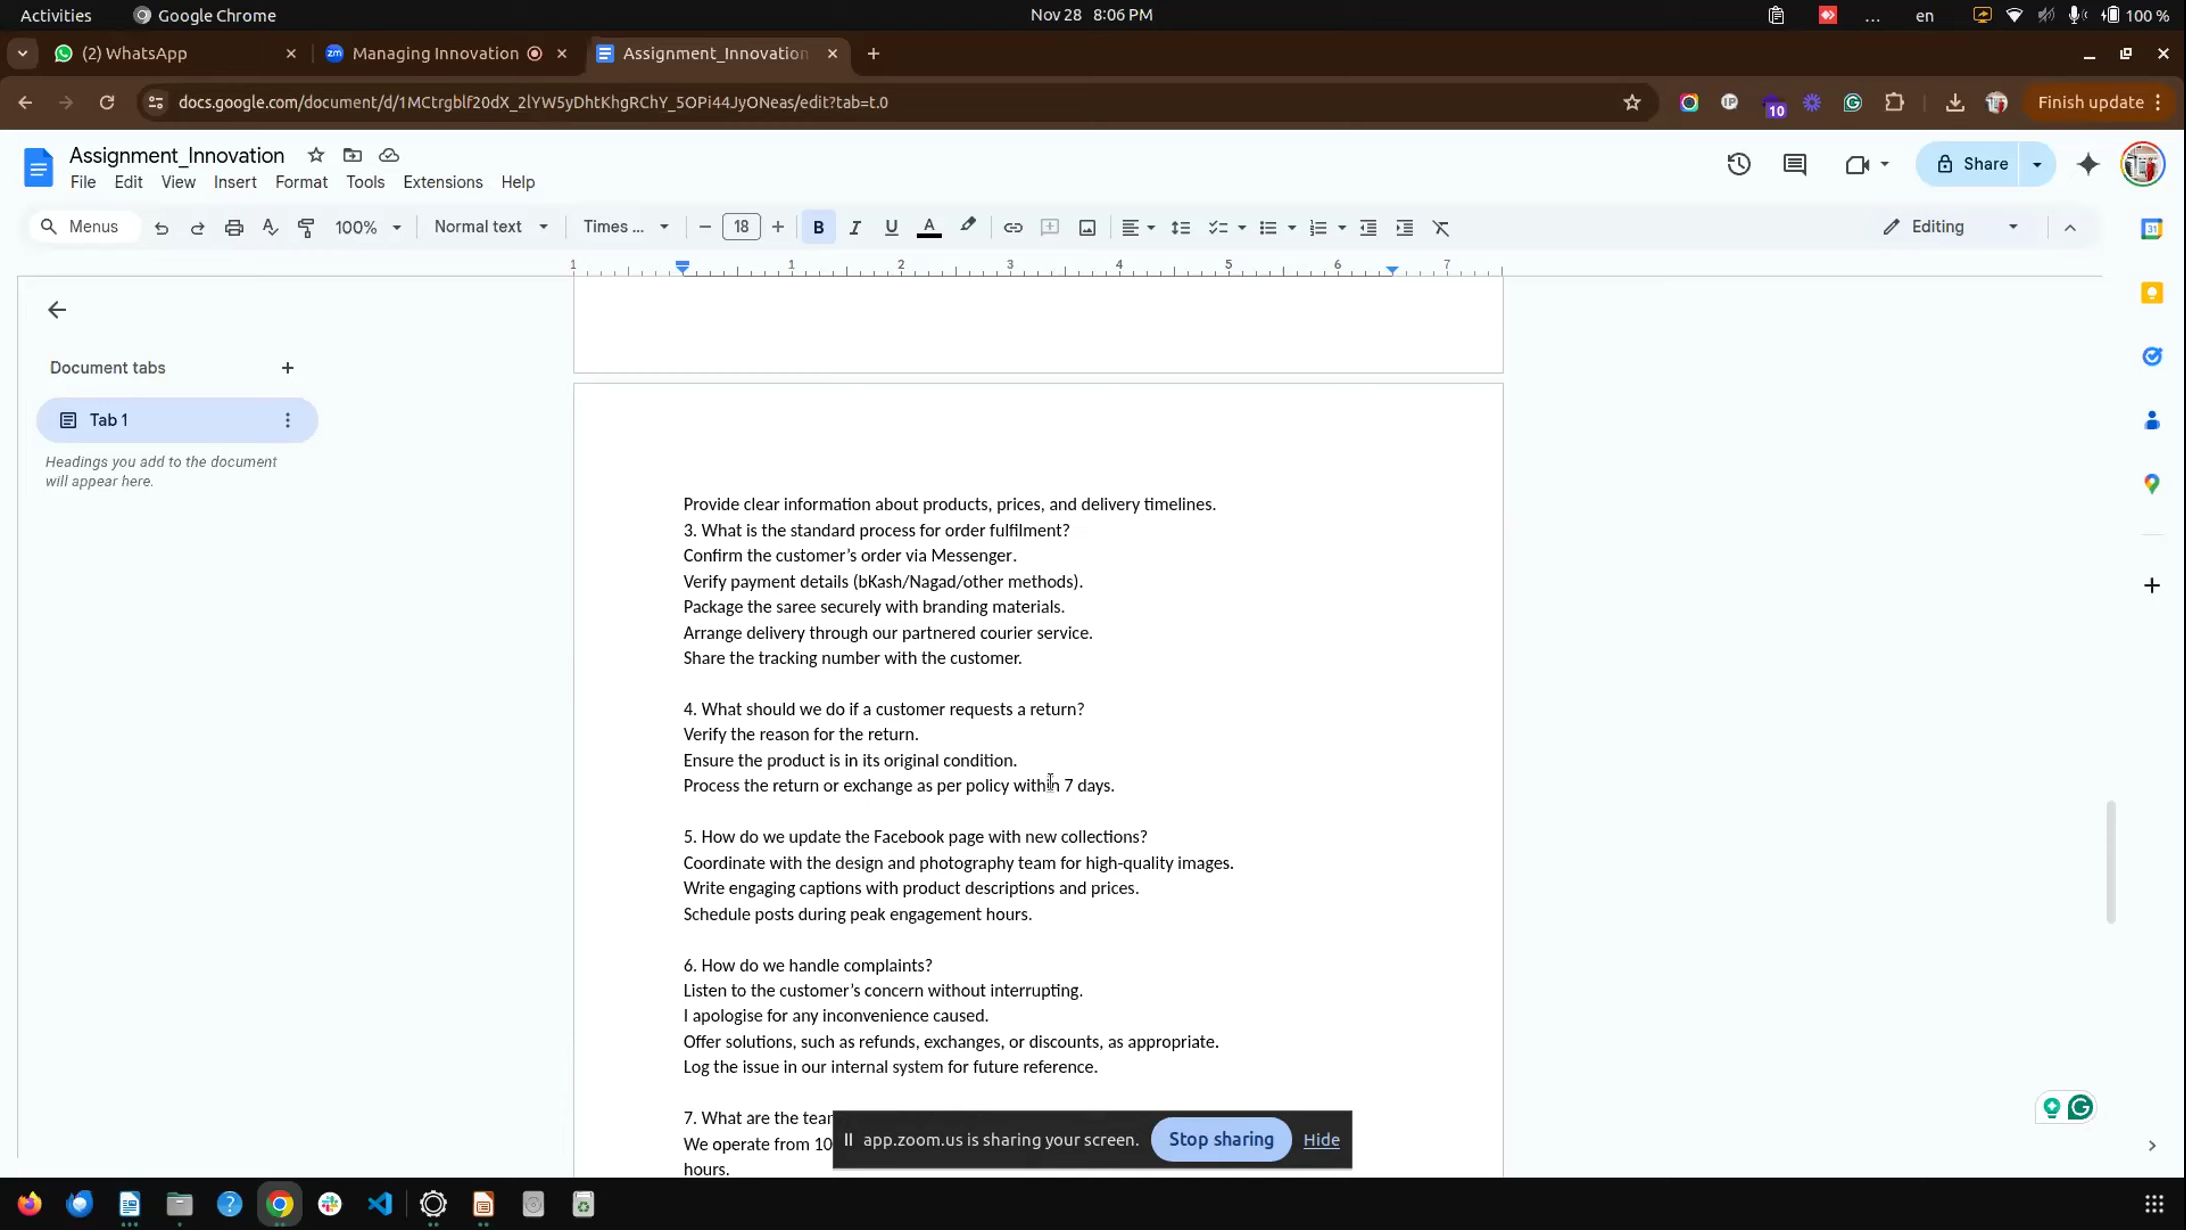 Activities Google Chrome Nov 28 8:06 PM ... en 100 %
(2) WhatsApp zm Managing Innovation Assignment_Innovation
docs.google.com/document/d/1MCtrgblf20dX_2lYW5yDhtKhgRChY_5OPi44JyONeas/edit?tab=t.0 IP 10 Finish update
Assignment_Innovation Share
File Edit View Insert Format Tools Extensions Help
Menus 100% Normal text Times ... 18 B I U A Editing 31
1 1 2 3 4 5 6 7
Document tabs
Tab 1
Headings you add to the document
will appear here.
Provide clear information about products, prices, and delivery timelines.
3. What is the standard process for order fulfilment?
Confirm the customer’s order via Messenger.
Verify payment details (bKash/Nagad/other methods).
Package the saree securely with branding materials.
Arrange delivery through our partnered courier service.
Share the tracking number with the customer.
4. What should we do if a customer requests a return?
Verify the reason for the return.
Ensure the product is in its original condition.
Process the return or exchange as per policy within 7 days.
5. How do we update the Facebook page with new collections?
Coordinate with the design and photography team for high-quality images.
Write engaging captions with product descriptions and prices.
Schedule posts during peak engagement hours.
6. How do we handle complaints?
Listen to the customer’s concern without interrupting.
I apologise for any inconvenience caused.
Offer solutions, such as refunds, exchanges, or discounts, as appropriate.
Log the issue in our internal system for future reference.
7. What are the
We operate from 10
hours.
app.zoom.us is sharing your screen. Stop sharing Hide